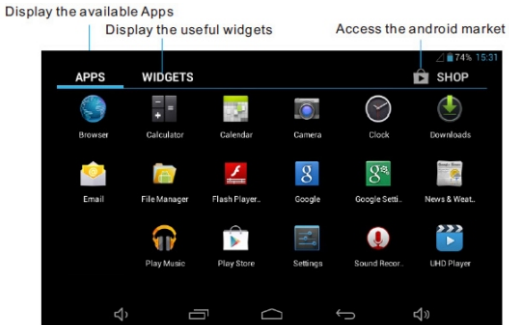 Display the available Apps
Display the useful widgets
Access the android market
74% 15:31
APPS WIDGETS SHOP
Browser Calculator Calendar Camera Clock Downloads
Email File Manager Flash Player.. Google Google Setti.. News & Weat..
Play Music Play Store Settings Sound Recor.. UHD Player